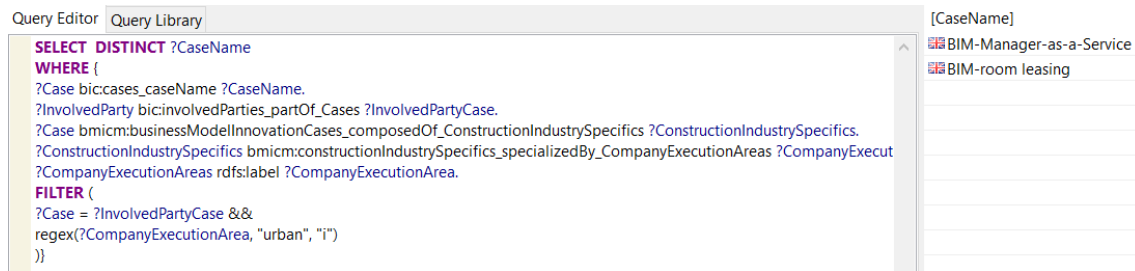 Query Editor Query Library
SELECT DISTINCT ?CaseName
WHERE {
?Case bic:cases_caseName ?CaseName.
?InvolvedParty bic:involvedParties_partOf_Cases ?InvolvedPartyCase.
?Case bmicm:businessModelInnovationCases_composedOf_ConstructionIndustrySpecifics ?ConstructionIndustrySpecifics.
?ConstructionIndustrySpecifics bmicm:constructionIndustrySpecifics_specializedBy_CompanyExecutionAreas ?CompanyExecut
?CompanyExecutionAreas rdfs:label ?CompanyExecutionArea.
FILTER (
?Case = ?InvolvedPartyCase &&
regex(?CompanyExecutionArea, "urban", "i")
)}
[CaseName]
BIM-Manager-as-a-Service
BIM-room leasing